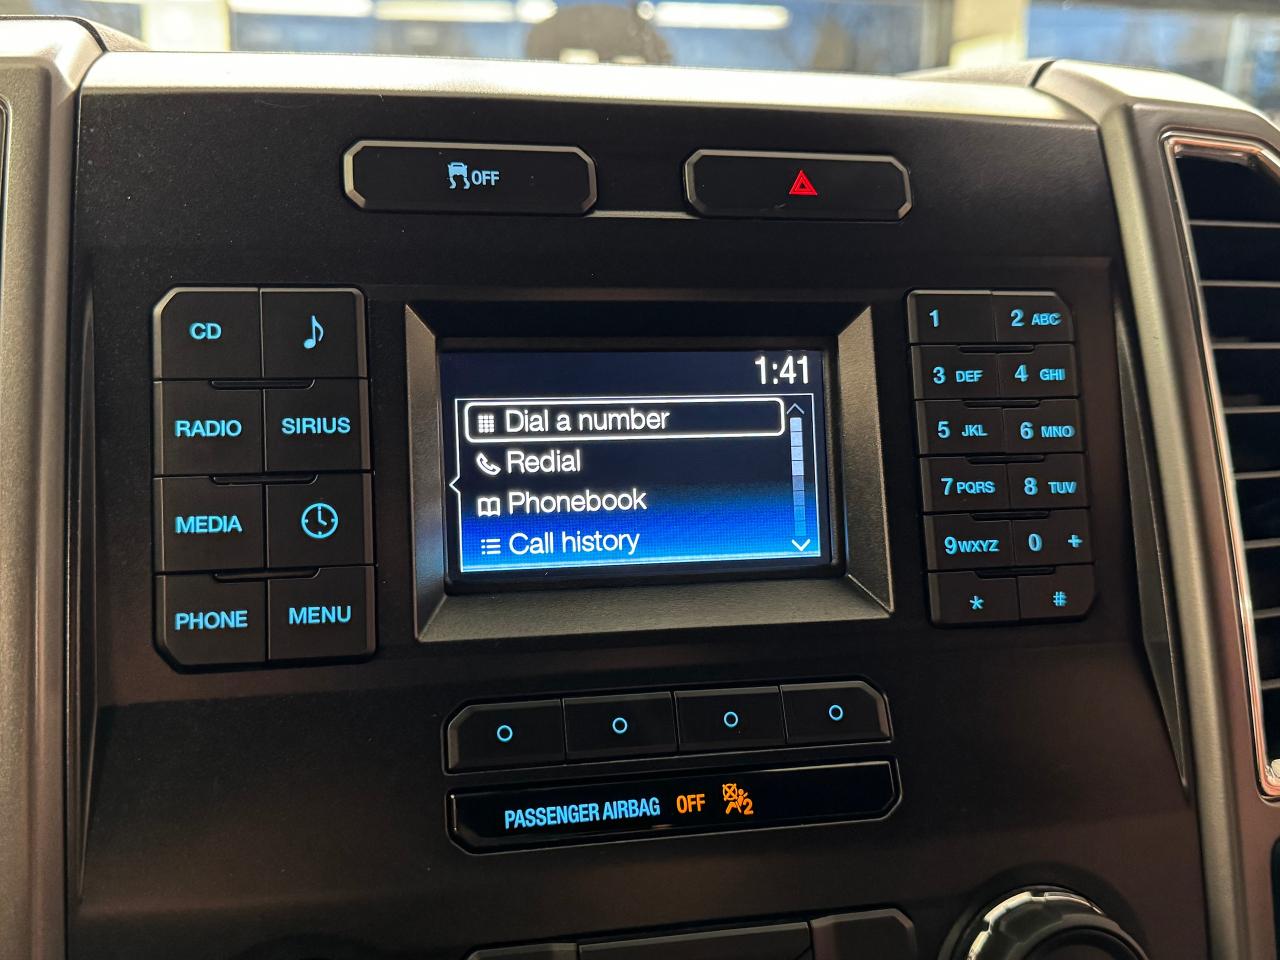 OFF
CD
RADIO
SIRIUS
MEDIA
PHONE
MENU
1:41
Dial a number
Redial
Phonebook
Call history
1
2 ABC
3 DEF
4 GHI
5 JKL
6 MNO
7 PQRS
8 TUV
9 WXYZ
0 +
* #
PASSENGER AIRBAG OFF 2